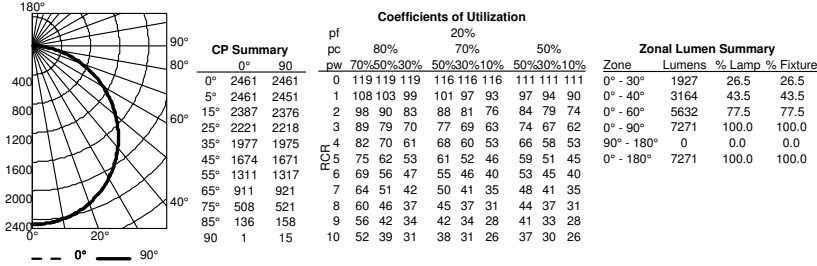 180°
90°
80°
60°
40°
400
800
1200
1600
2000
2400
0° 20°
0° 90°
CP Summary
0° 90
0° 2461 2461
5° 2461 2451
15° 2387 2376
25° 2221 2218
35° 1977 1975
45° 1674 1671
55° 1311 1317
65° 911 921
75° 508 521
85° 136 158
90 1 15
Coefficients of Utilization
pf 20%
pc 80% 70% 50%
pw 70%50%30% 50%30%10% 50%30%10%
RCR
0 119 119 119 116 116 116 111 111 111
1 108 103 99 101 97 93 97 94 90
2 98 90 83 88 81 76 84 79 74
3 89 79 70 77 69 63 74 67 62
4 82 70 61 68 60 53 66 58 53
5 75 62 53 61 52 46 59 51 45
6 69 56 47 55 46 40 53 45 40
7 64 51 42 50 41 35 48 41 35
8 60 46 37 45 37 31 44 37 31
9 56 42 34 42 34 28 41 33 28
10 52 39 31 38 31 26 37 30 26
Zonal Lumen Summary
Zone Lumens % Lamp % Fixture
0° - 30° 1927 26.5 26.5
0° - 40° 3164 43.5 43.5
0° - 60° 5632 77.5 77.5
0° - 90° 7271 100.0 100.0
90° - 180° 0 0.0 0.0
0° - 180° 7271 100.0 100.0